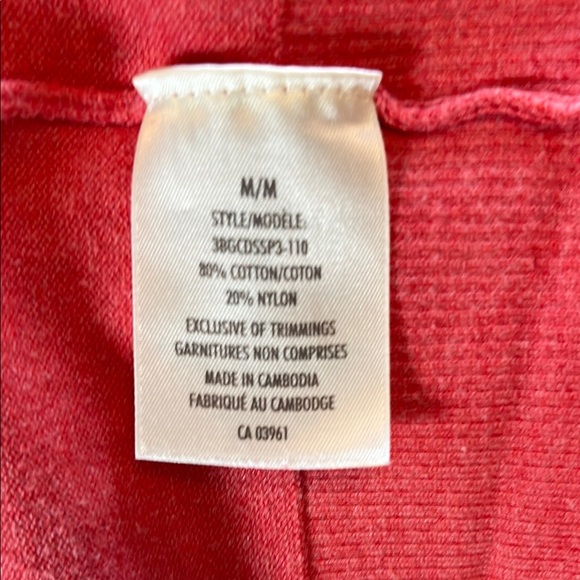 M/M
STYLE/MODÈLE:
38GCDSSP3-110
80% COTTON/COTON
20% NYLON
EXCLUSIVE OF TRIMMINGS
GARNITURES NON COMPRISES
MADE IN CAMBODIA
FABRIQUÉ AU CAMBODGE
CA 03961